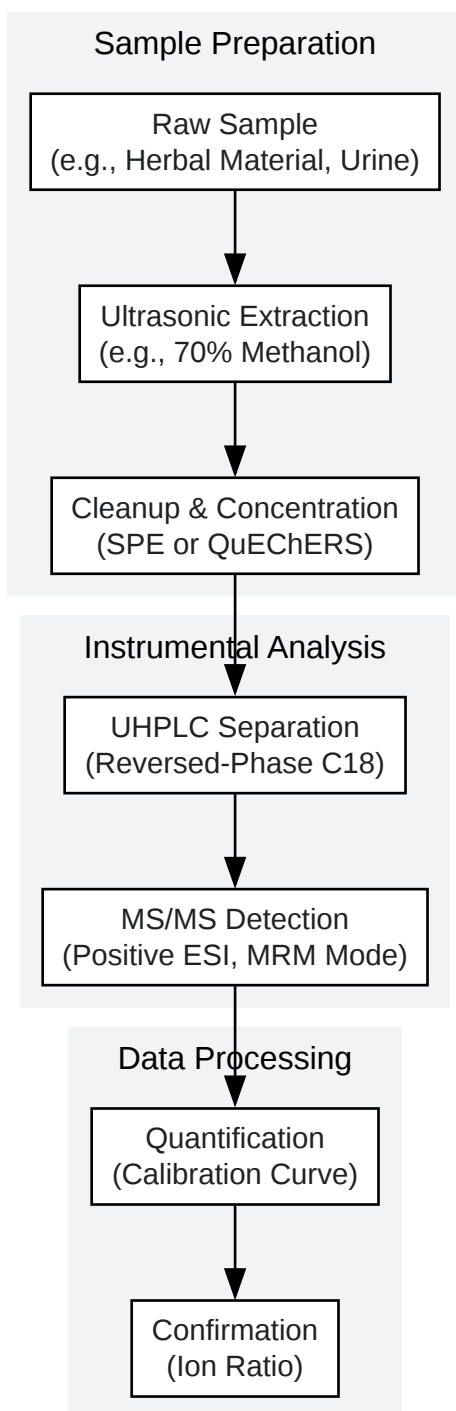 Sample Preparation
Raw Sample
(e.g., Herbal Material, Urine)
Ultrasonic Extraction
(e.g., 70% Methanol)
Cleanup & Concentration
(SPE or QuEChERS)
Instrumental Analysis
UHPLC Separation
(Reversed-Phase C18)
MS/MS Detection
(Positive ESI, MRM Mode)
Data Processing
Quantification
(Calibration Curve)
Confirmation
(Ion Ratio)